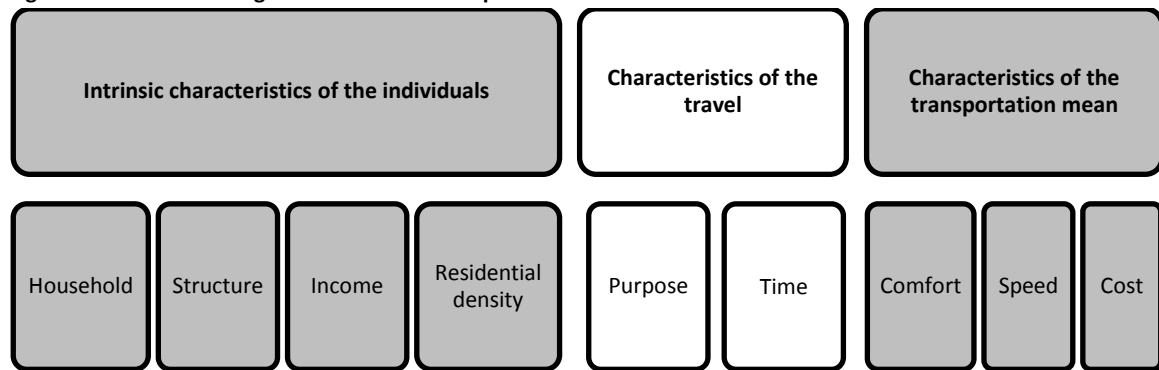 Intrinsic characteristics of the individuals
Characteristics of the
travel
Characteristics of the
transportation mean
Household
Structure
Income
Residential
density
Purpose
Time
Comfort
Speed
Cost